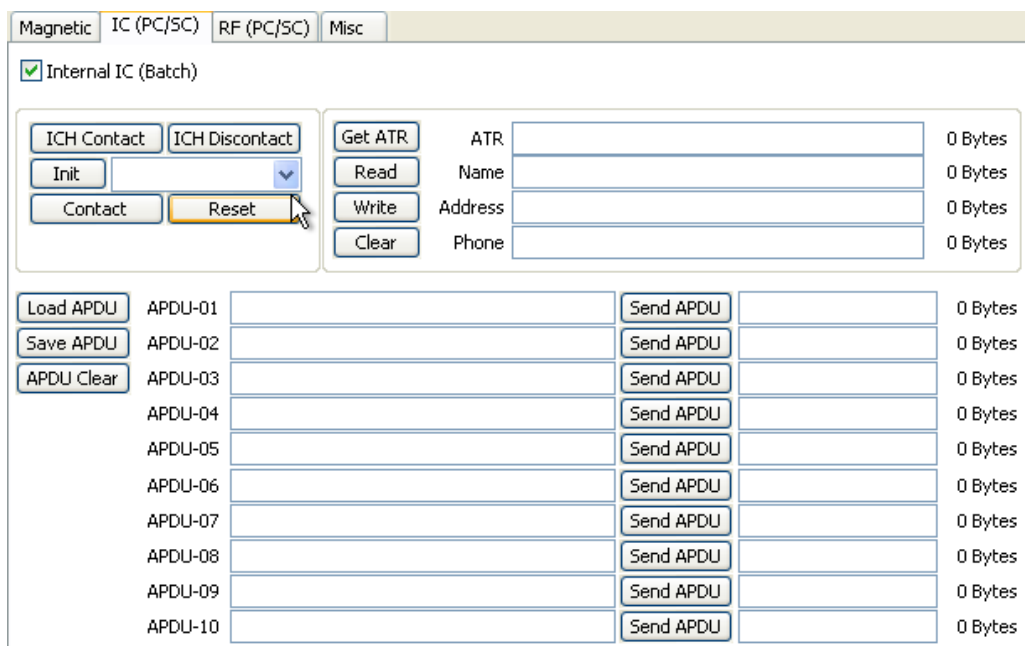 Magnetic IC (PC/SC) RF (PC/SC) Misc
Internal IC (Batch)
ICH Contact ICH Discontact
Init
Contact Reset
Get ATR ATR 0 Bytes
Read Name 0 Bytes
Write Address 0 Bytes
Clear Phone 0 Bytes
Load APDU APDU-01 Send APDU 0 Bytes
Save APDU APDU-02 Send APDU 0 Bytes
APDU Clear APDU-03 Send APDU 0 Bytes
APDU-04 Send APDU 0 Bytes
APDU-05 Send APDU 0 Bytes
APDU-06 Send APDU 0 Bytes
APDU-07 Send APDU 0 Bytes
APDU-08 Send APDU 0 Bytes
APDU-09 Send APDU 0 Bytes
APDU-10 Send APDU 0 Bytes